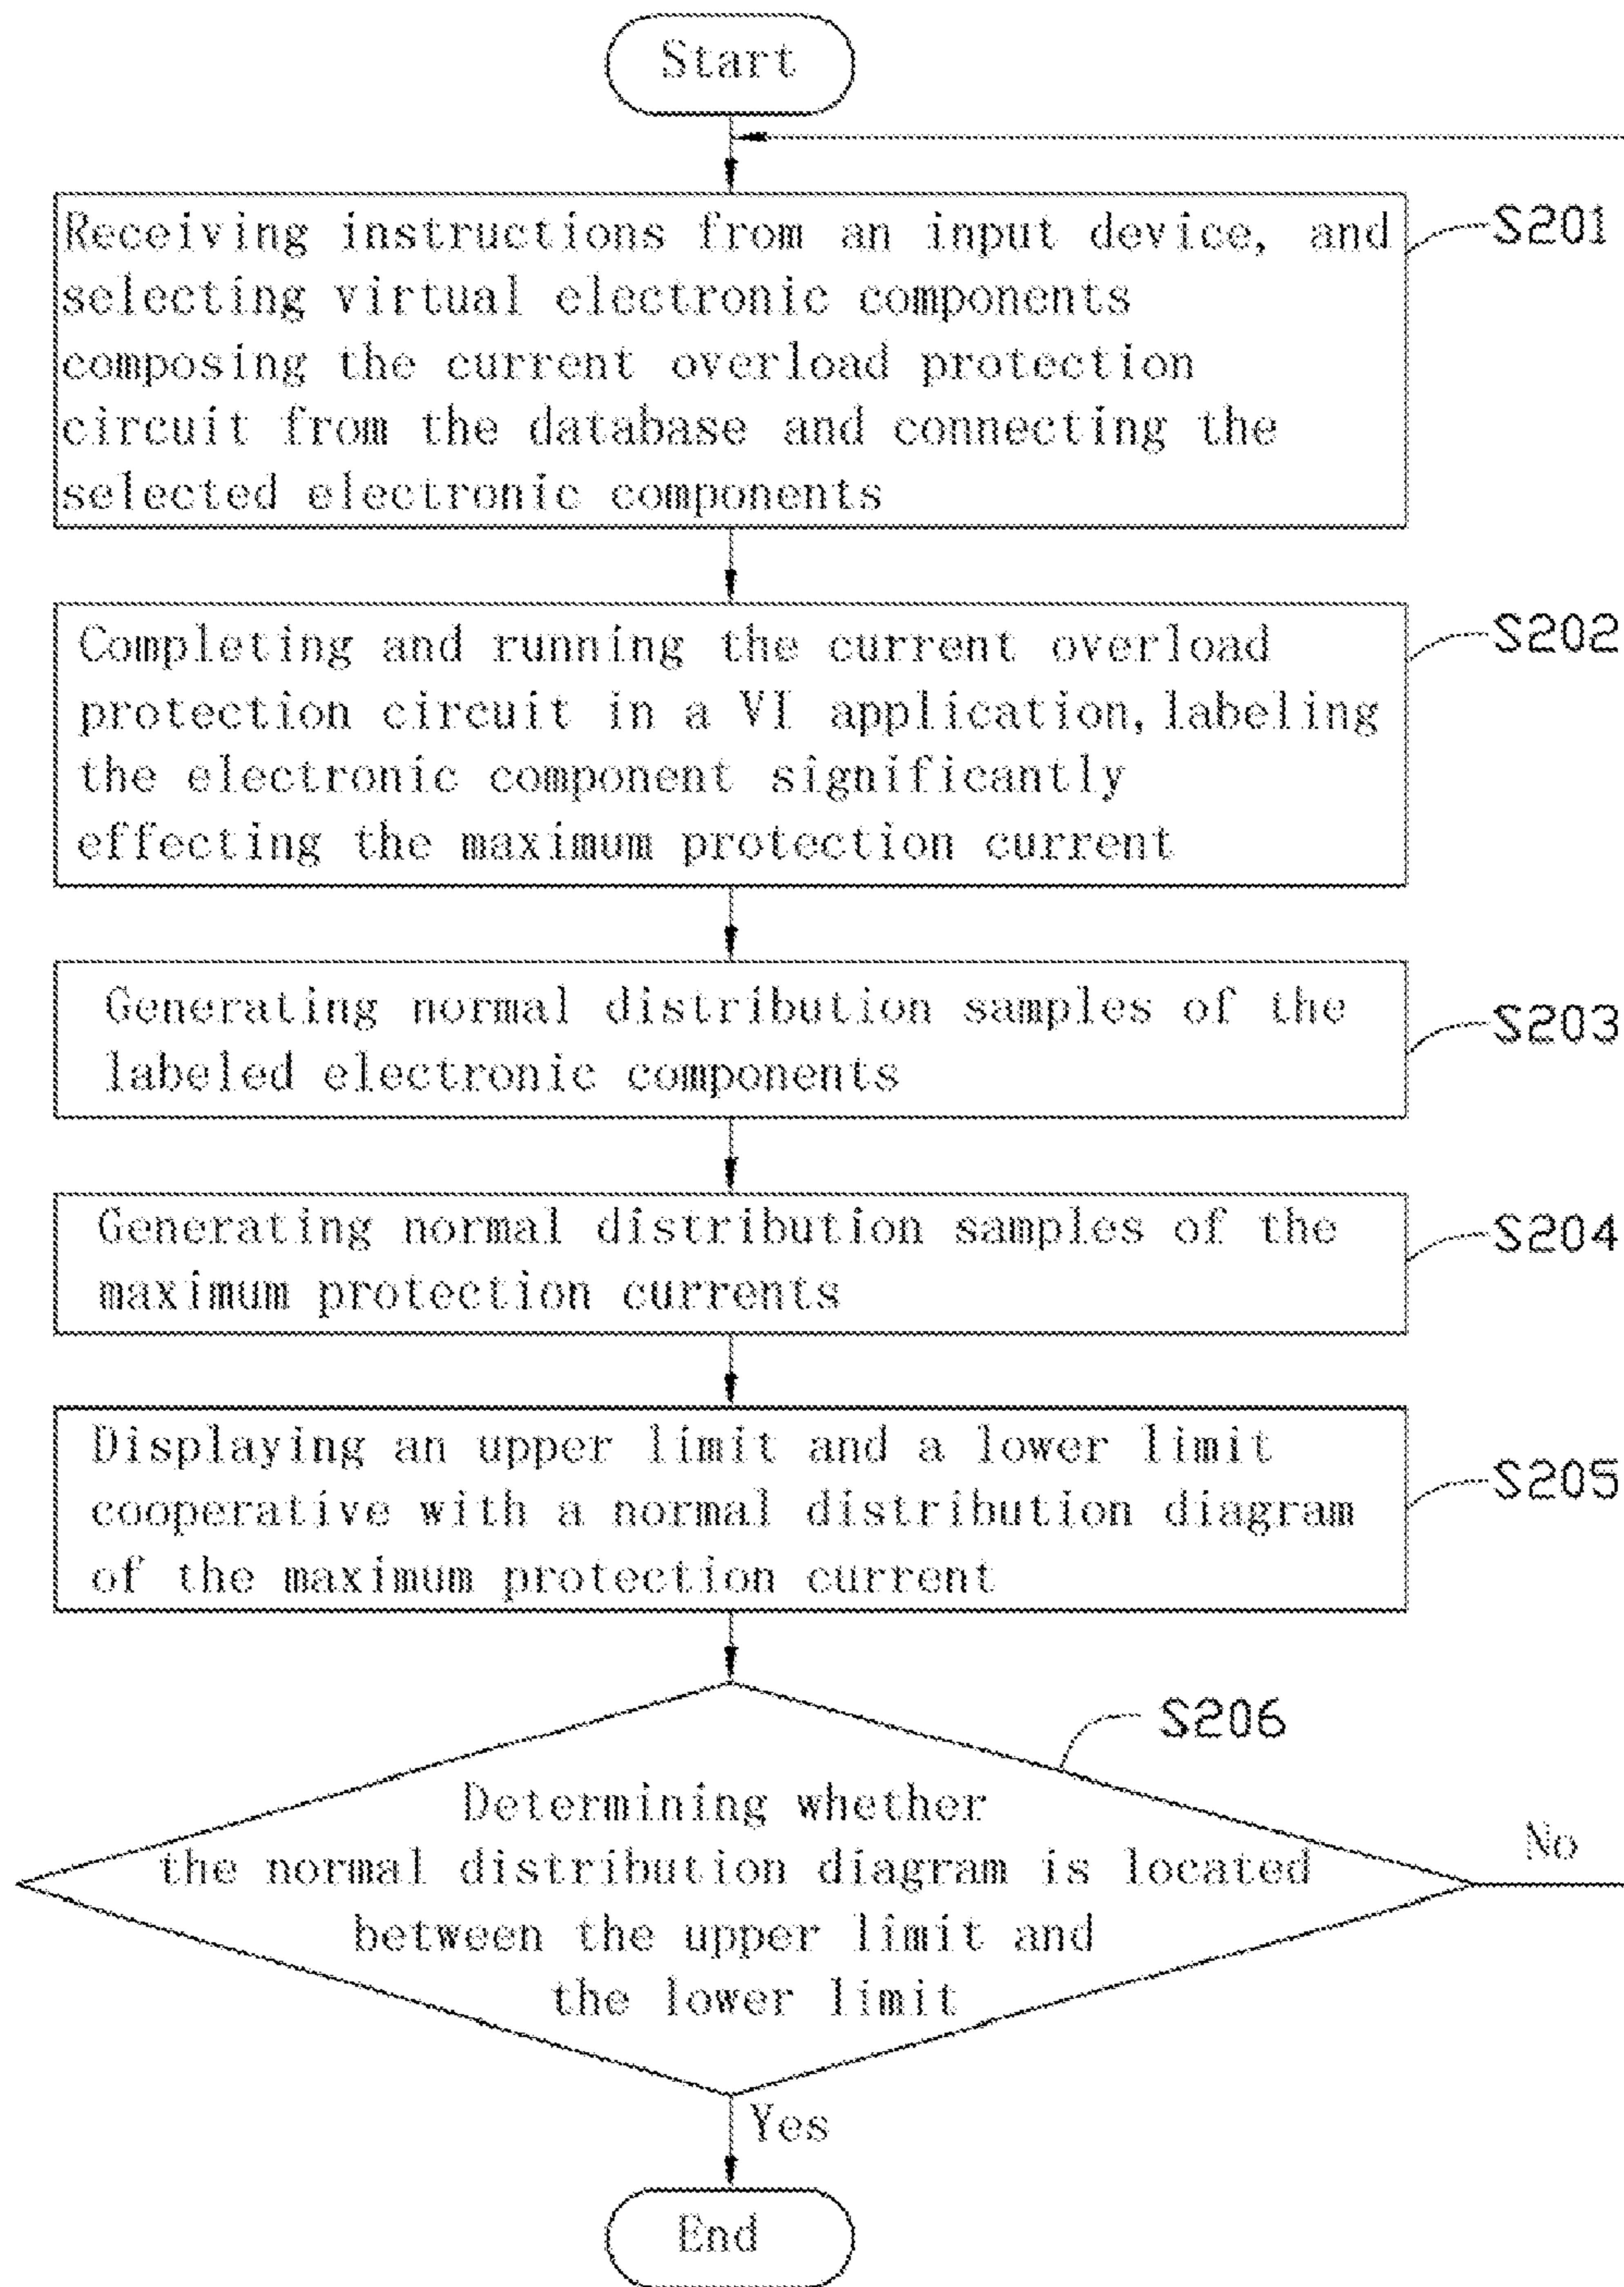 Start
Receiving instructions from an input device, and
selecting virtual electronic components
composing the current overload protection
circuit from the database and connecting the
selected electronic components
S201
Completing and running the current overload
protection circuit in a VI application, labeling
the electronic component significantly
effecting the maximum protection current
S202
Generating normal distribution samples of the
labeled electronic components
S203
Generating normal distribution samples of the
maximum protection currents
S204
Displaying an upper limit and a lower limit
cooperative with a normal distribution diagram
of the maximum protection current
S205
S206
Determining whether
the normal distribution diagram is located
between the upper limit and
the lower limit
No
Yes
End